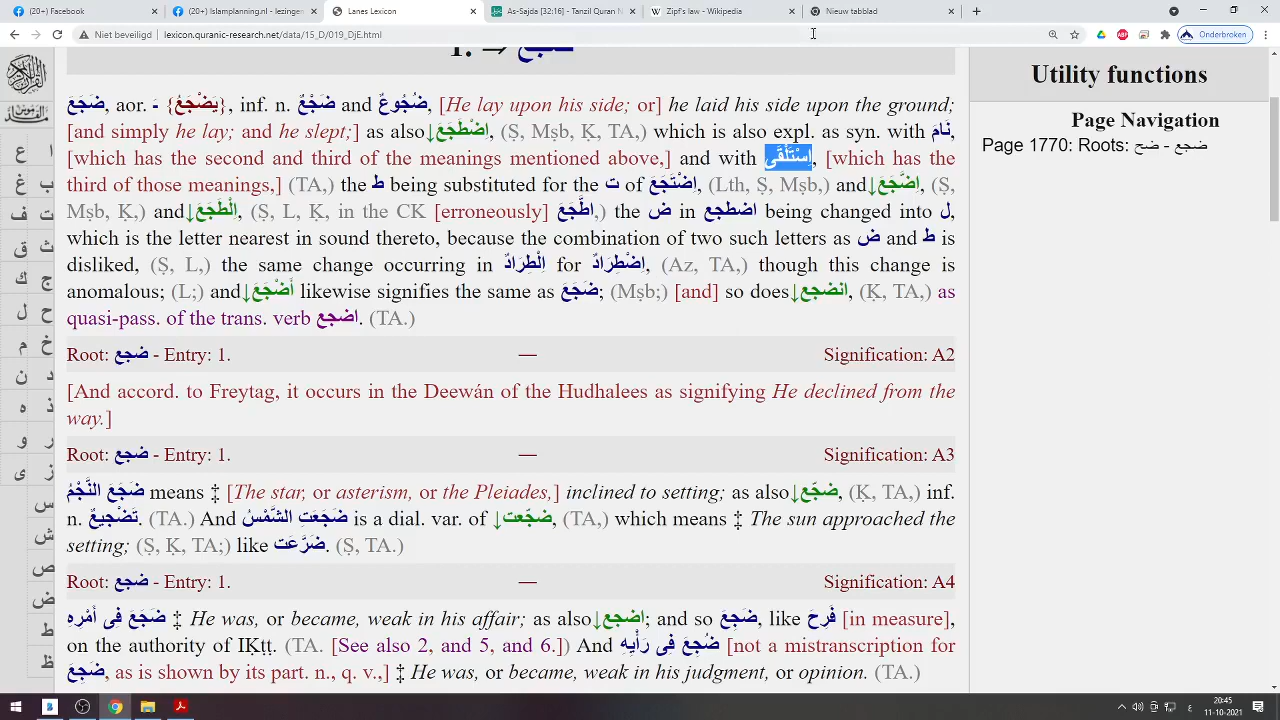 (20+) Facebook
(20+) Islamplanning.nl - lezingen
Lanes Lexicon
As-Sajda [32:16] - Tanzil Quran N
Zipf's law - Wikipedia
Nieuw tabblad
Niet beveiligd | lexicon.quranic-research.net/data/15_D/019_DjE.html
Onderbroken
1. ⇒ ضجع
ضَجَعَ, aor. ـَ {يَضْجَعُ}, inf. n. ضَجْعٌ and ضُجُوعٌ, [He lay upon his side; or] he laid his side upon the ground;
[and simply he lay; and he slept;] as also ↓اِضْطَجَعَ, (Ṣ, Mṣb, Ḳ, TA,) which is also expl. as syn. with نَامَ,
[which has the second and third of the meanings mentioned above,] and with اِسْتَلْقَى, [which has the
third of those meanings,] (TA,) the ط being substituted for the ت of اِضْتَجَعَ, (Lth, Ṣ, Mṣb,) and ↓اِضَّجَعَ, (Ṣ,
Mṣb, Ḳ,) and ↓اِلْطَجَعَ, (Ṣ, L, Ḳ, in the CK [erroneously] اِطَّجَعَ,) the ض in اضطجع being changed into ل,
which is the letter nearest in sound thereto, because the combination of two such letters as ض and ط is
disliked, (Ṣ, L,) the same change occurring in اِلْطِرَادٌ for اِضْطِرَادٌ, (Az, TA,) though this change is
anomalous; (L;) and ↓أَضْجَعَ likewise signifies the same as ضَجَعَ; (Mṣb;) [and] so does ↓انضجع, (Ḳ, TA,) as
quasi-pass. of the trans. verb اضجع. (TA.)
Root: ضجع - Entry: 1. — Signification: A2
[And accord. to Freytag, it occurs in the Deewán of the Hudhalees as signifying He declined from the
way.]
Root: ضجع - Entry: 1. — Signification: A3
ضَجَعَ النَّجْمُ means ‡ [The star, or asterism, or the Pleiades,] inclined to setting; as also ↓ضجّع, (Ḳ, TA,) inf.
n. تَضْجِيعٌ. (TA.) And ضَجَعَتِ الشَّمْسُ is a dial. var. of ↓ضجّعت, (TA,) which means ‡ The sun approached the
setting; (Ṣ, Ḳ, TA;) like ضَرَّعَت. (Ṣ, TA.)
Root: ضجع - Entry: 1. — Signification: A4
ضَجَعَ فِى أَمْرِهِ ‡ He was, or became, weak in his affair; as also ↓اضجع; and so ضَجِعَ, like فَرِحَ [in measure],
on the authority of IḲṭṭ. (TA. [See also 2, and 5, and 6.]) And ضُجِعَ فِى رَأْيِهِ [not a mistranscription for
ضَجِعَ, as is shown by its part. n., q. v.,] ‡ He was, or became, weak in his judgment, or opinion. (TA.)
Utility functions
Page Navigation
Page 1770: Roots: ضح - ضجع
ا ع
ب غ
ت ف
ث ق
ج ك
ح ل
خ م
د ن
ذ ه
ر و
ز ى
س
ش
ص
ض
ط
ظ
20:45
11-10-2021